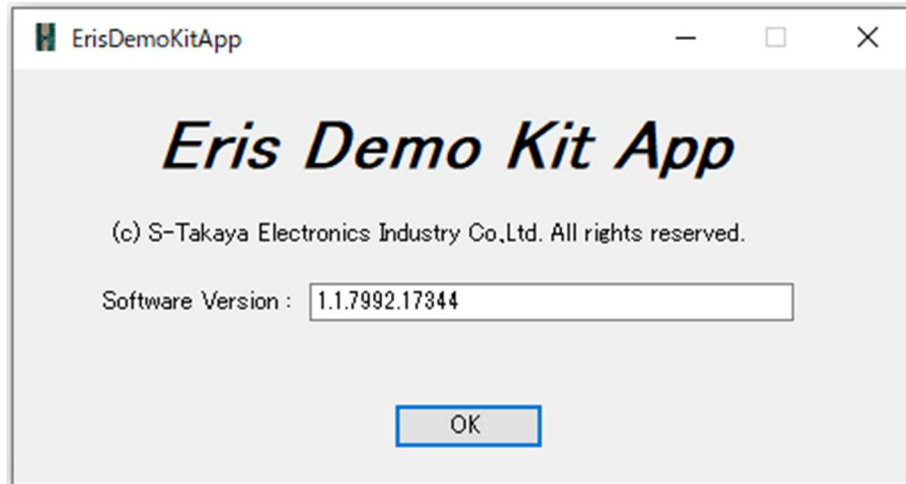 ErisDemoKitApp
Eris Demo Kit App
(c) S-Takaya Electronics Industry Co,Ltd. All rights reserved.
Software Version : 1.1.7992.17344
OK